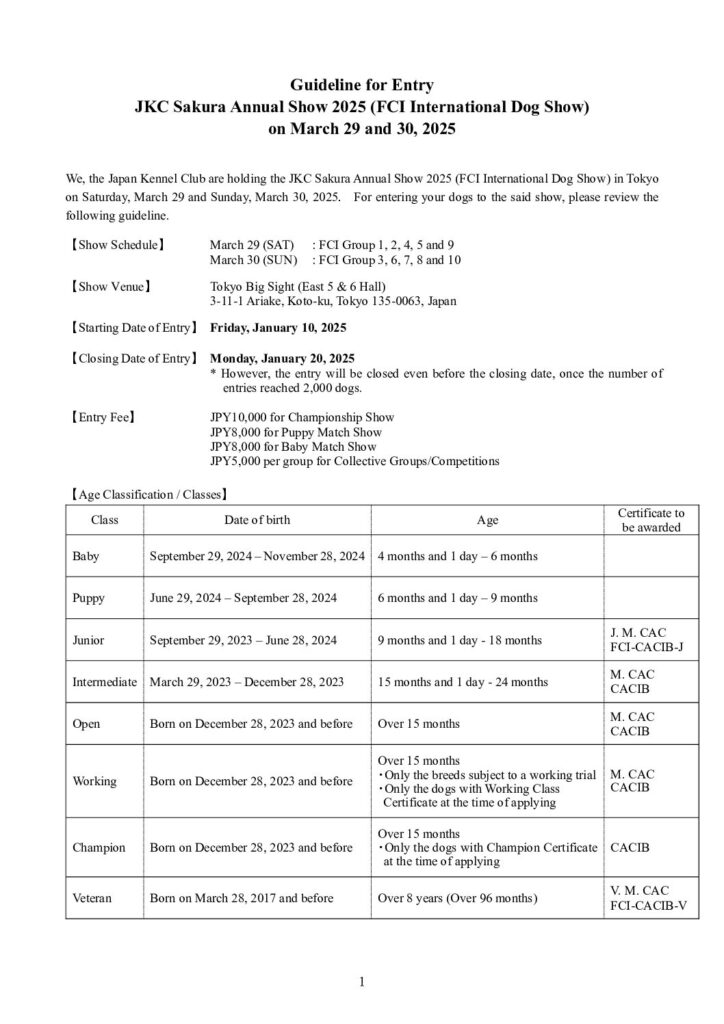 Guideline for Entry
JKC Sakura Annual Show 2025 (FCI International Dog Show)
on March 29 and 30, 2025
We, the Japan Kennel Club are holding the JKC Sakura Annual Show 2025 (FCI International Dog Show) in Tokyo
on Saturday, March 29 and Sunday, March 30, 2025. For entering your dogs to the said show, please review the
following guideline.
【Show Schedule】 March 29 (SAT) : FCI Group 1, 2, 4, 5 and 9
March 30 (SUN) : FCI Group 3, 6, 7, 8 and 10
【Show Venue】 Tokyo Big Sight (East 5 & 6 Hall)
3-11-1 Ariake, Koto-ku, Tokyo 135-0063, Japan
【Starting Date of Entry】 Friday, January 10, 2025
【Closing Date of Entry】 Monday, January 20, 2025
* However, the entry will be closed even before the closing date, once the number of
entries reached 2,000 dogs.
【Entry Fee】 JPY10,000 for Championship Show
JPY8,000 for Puppy Match Show
JPY8,000 for Baby Match Show
JPY5,000 per group for Collective Groups/Competitions
【Age Classification / Classes】
Class Date of birth Age Certificate to
be awarded
Baby September 29, 2024 – November 28, 2024 4 months and 1 day – 6 months
Puppy June 29, 2024 – September 28, 2024 6 months and 1 day – 9 months
Junior September 29, 2023 – June 28, 2024 9 months and 1 day - 18 months J. M. CAC
FCI-CACIB-J
Intermediate March 29, 2023 – December 28, 2023 15 months and 1 day - 24 months M. CAC
CACIB
Open Born on December 28, 2023 and before Over 15 months M. CAC
CACIB
Working Born on December 28, 2023 and before Over 15 months
・Only the breeds subject to a working trial
・Only the dogs with Working Class
Certificate at the time of applying M. CAC
CACIB
Champion Born on December 28, 2023 and before Over 15 months
・Only the dogs with Champion Certificate
at the time of applying CACIB
Veteran Born on March 28, 2017 and before Over 8 years (Over 96 months) V. M. CAC
FCI-CACIB-V
1